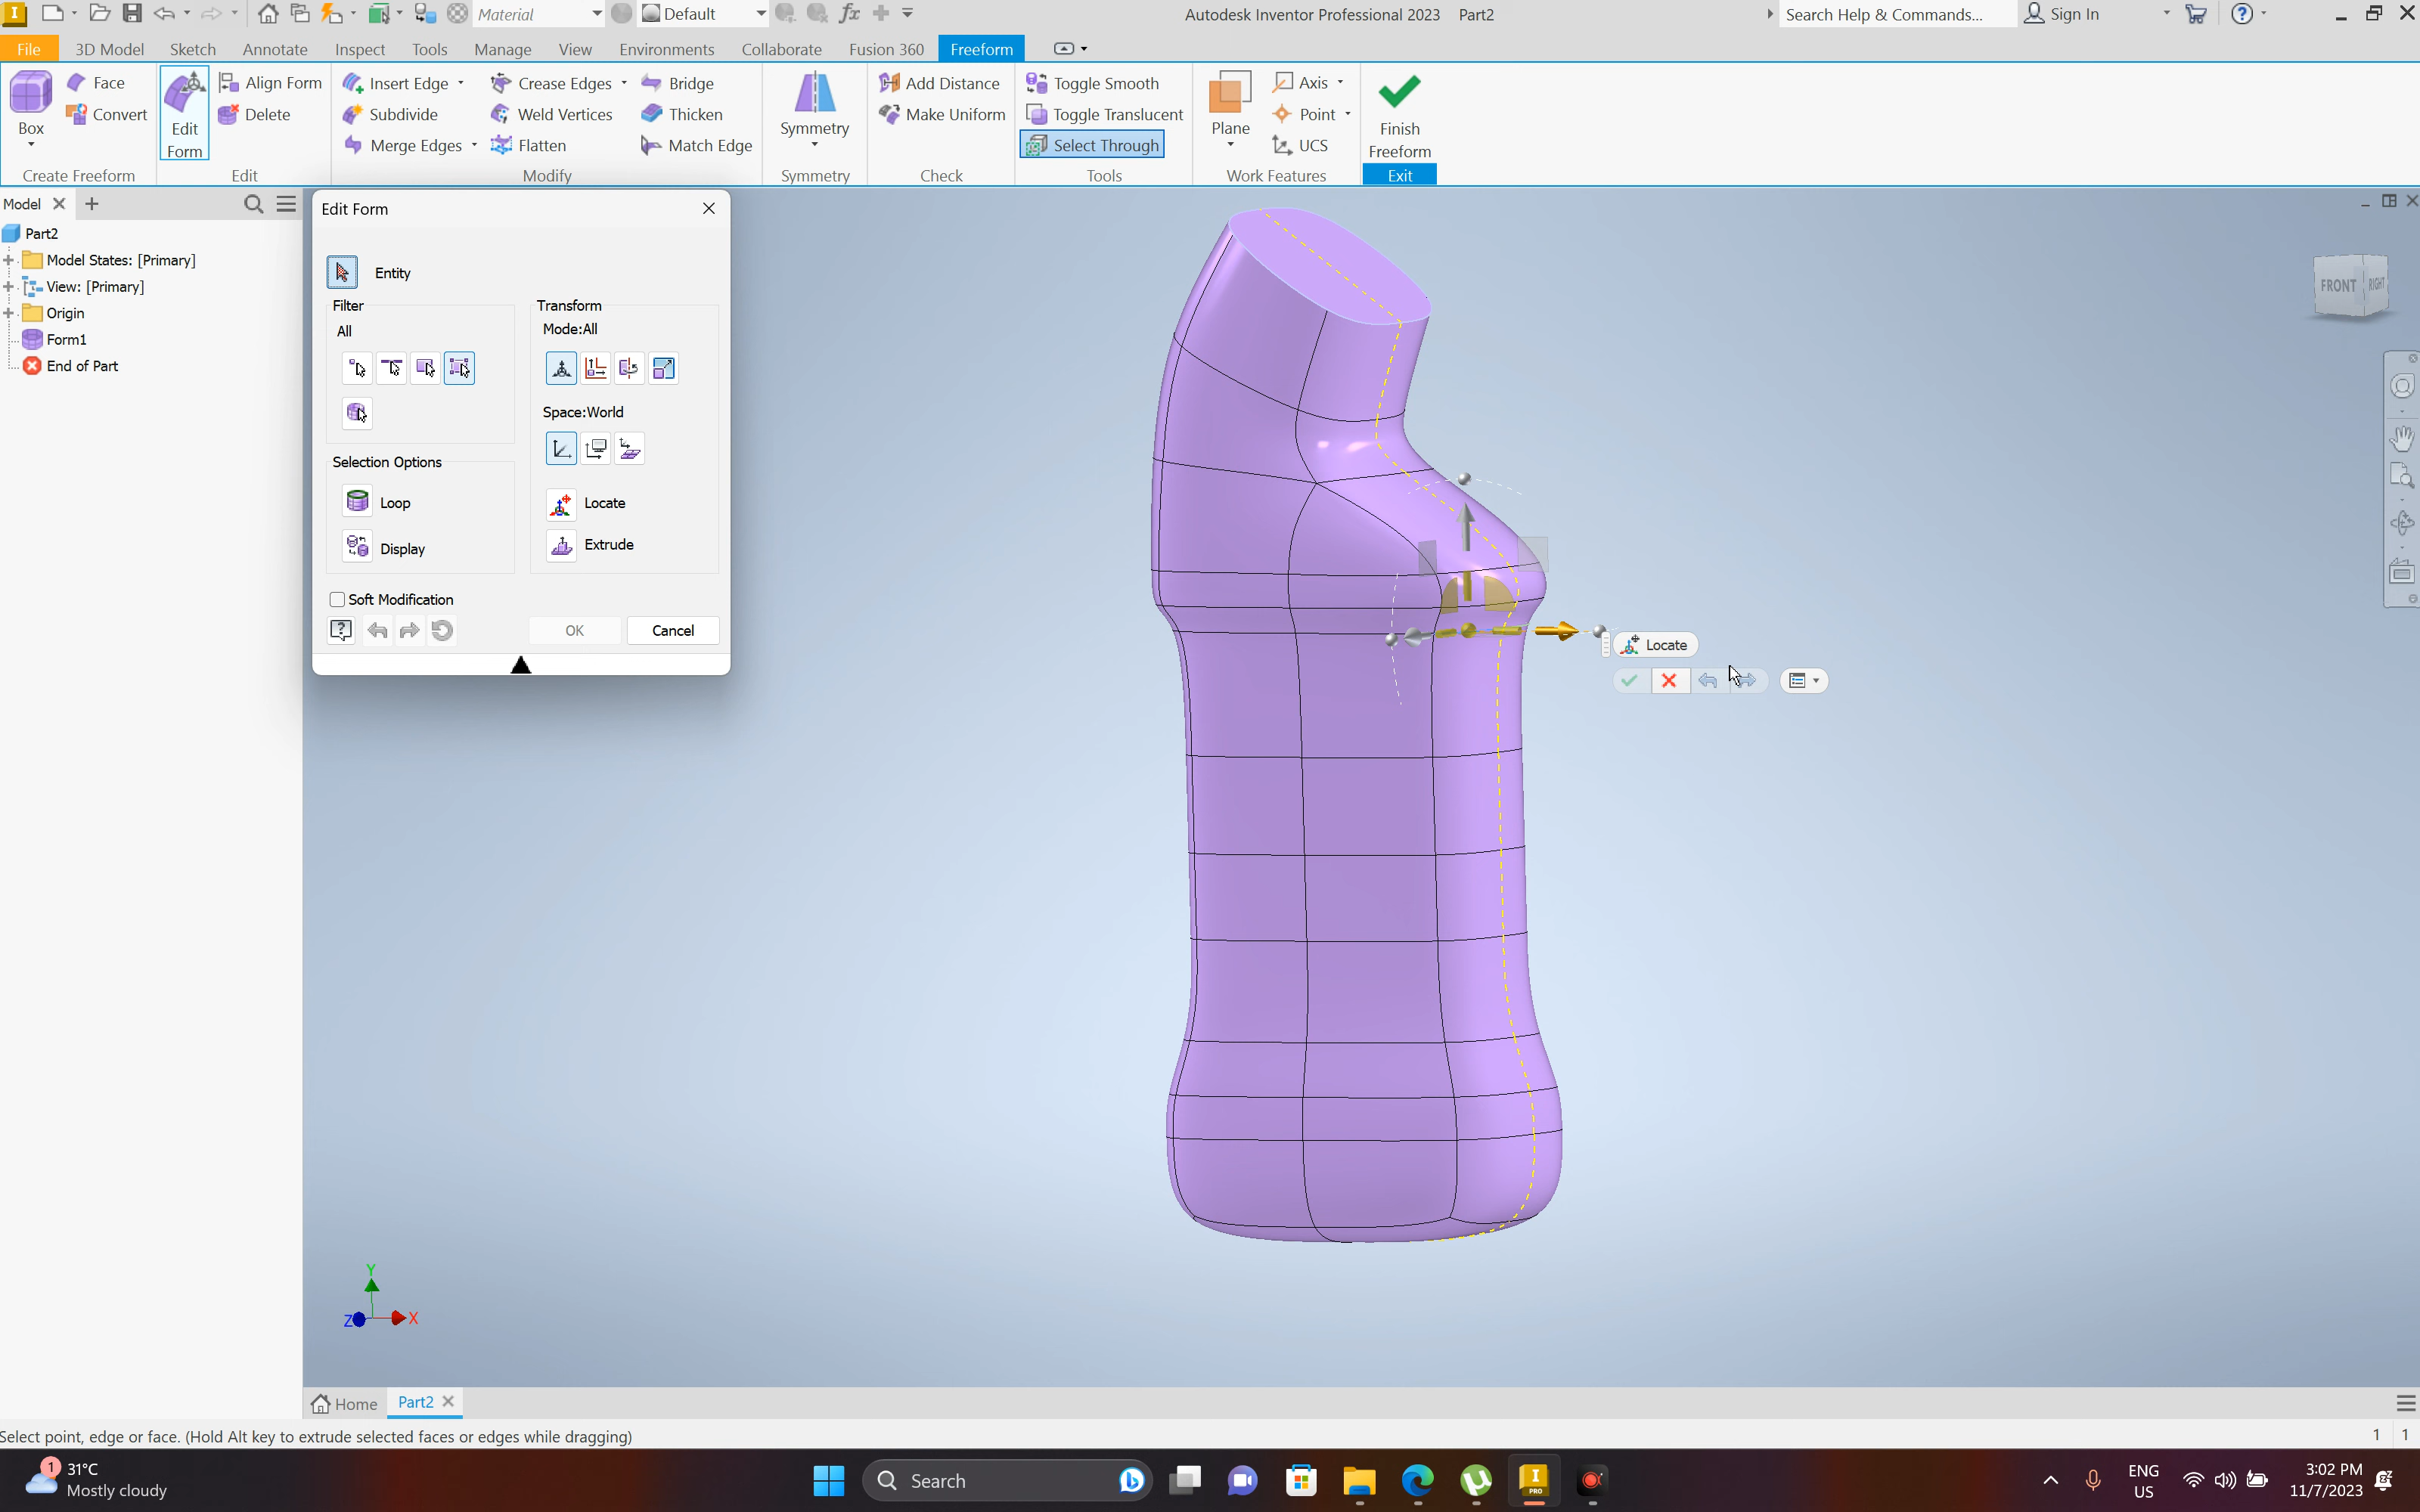 Material
Default
Autodesk Inventor Professional 2023 Part2
Search Help & Commands...
Sign In
File 3D Model Sketch Annotate Inspect Tools Manage View Environments Collaborate Fusion 360 Freeform
Box
Face
Convert
Create Freeform
Edit
Form
Align Form
Delete
Edit
Insert Edge
Subdivide
Merge Edges
Crease Edges
Weld Vertices
Flatten
Bridge
Thicken
Match Edge
Modify
Symmetry
Symmetry
Add Distance
Make Uniform
Check
Toggle Smooth
Toggle Translucent
Select Through
Tools
Plane
Axis
Point
UCS
Work Features
Finish
Freeform
Exit
Model
Part2
Model States: [Primary]
View: [Primary]
Origin
Form1
End of Part
Edit Form
Entity
Filter
All
Selection Options
Loop
Display
Transform
Mode:All
Space:World
Locate
Extrude
Soft Modification
OK
Cancel
FRONT
RIGHT
Locate
Y
Z
X
Home
Part2
Select point, edge or face. (Hold Alt key to extrude selected faces or edges while dragging)
1 1
1
31°C
Mostly cloudy
Search
I
PRO
ENG
US
3:02 PM
11/7/2023